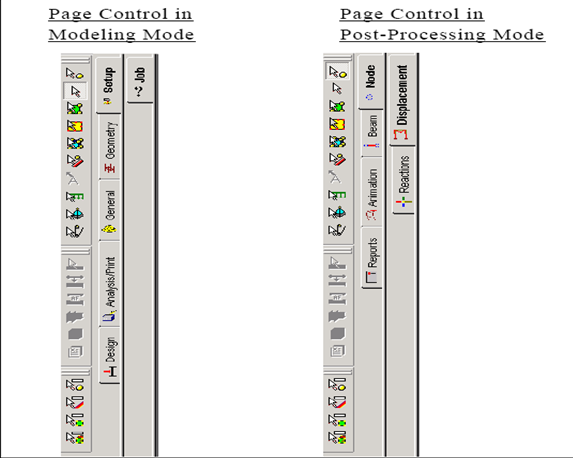 Page Control in
Modeling Mode
Setup
Geometry
General
Analysis/Print
Design
Job
Page Control in
Post-Processing Mode
Node
Beam
Animation
Reports
Displacement
Reactions